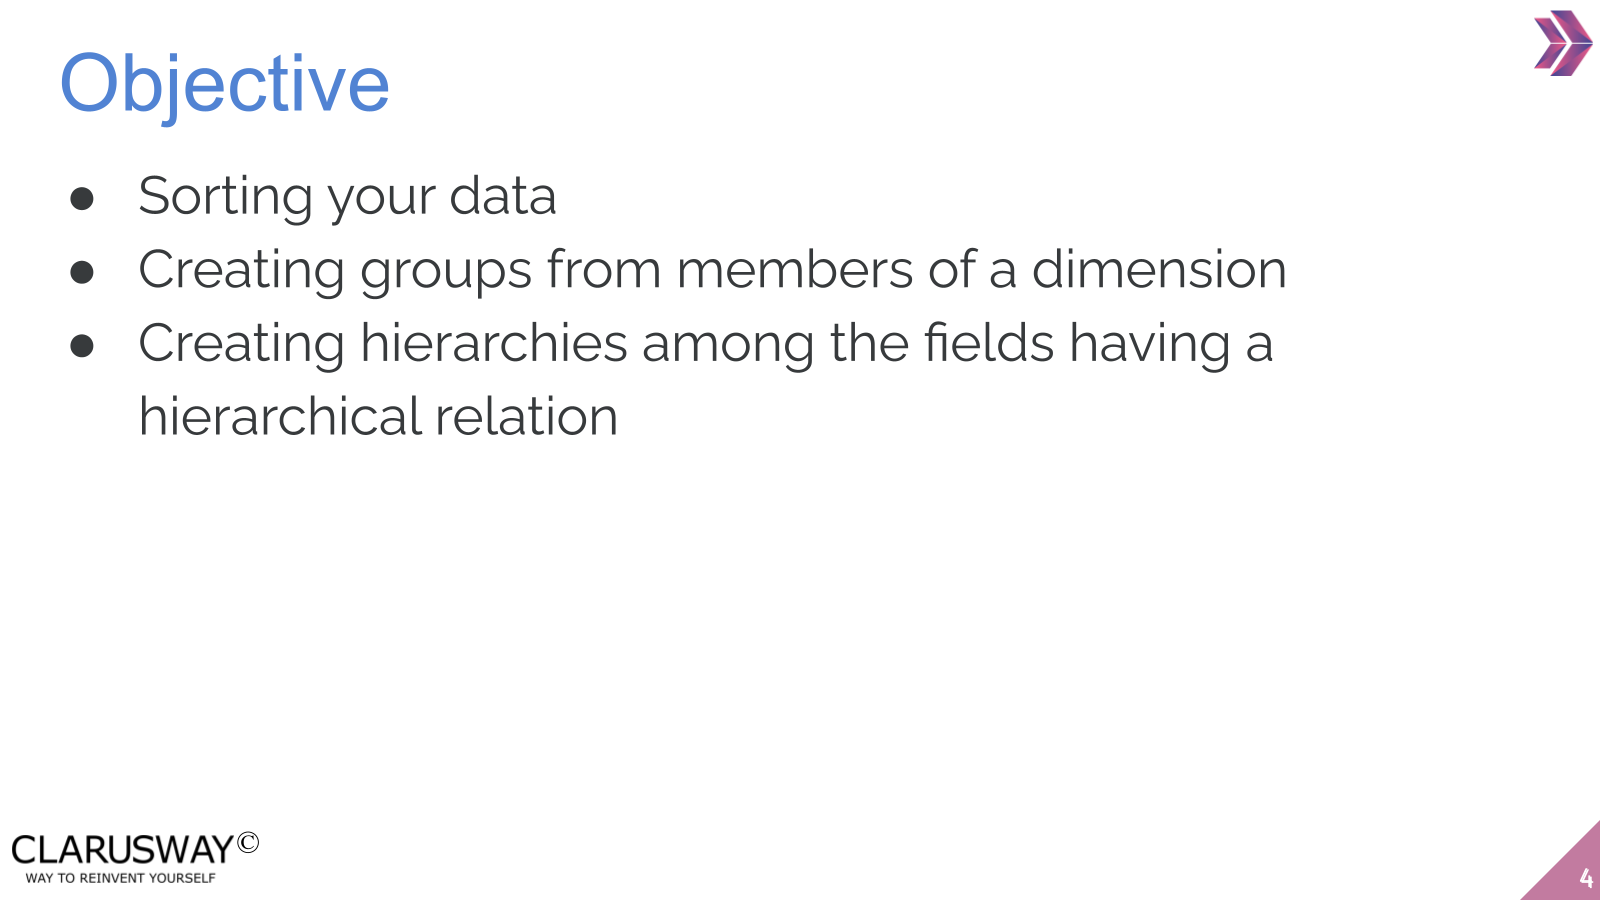 Objective
● Sorting your data
● Creating groups from members of a dimension
● Creating hierarchies among the fields having a
hierarchical relation
CLARUSWAY©
WAY TO REINVENT YOURSELF
4